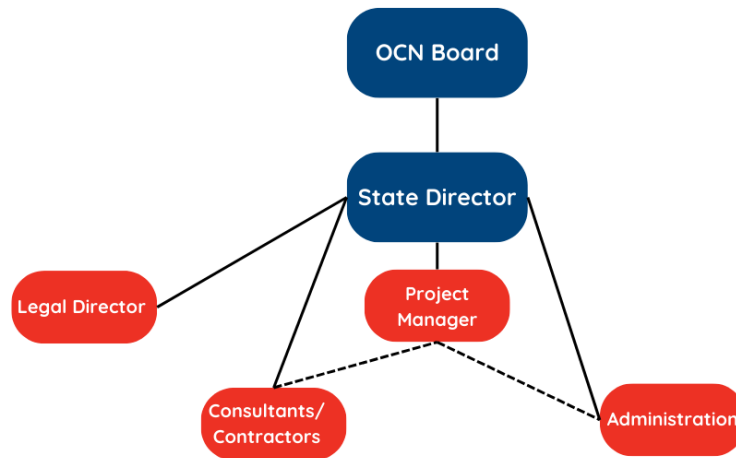 OCN Board
State Director
Legal Director
Project
Manager
Consultants/
Contractors
Administration